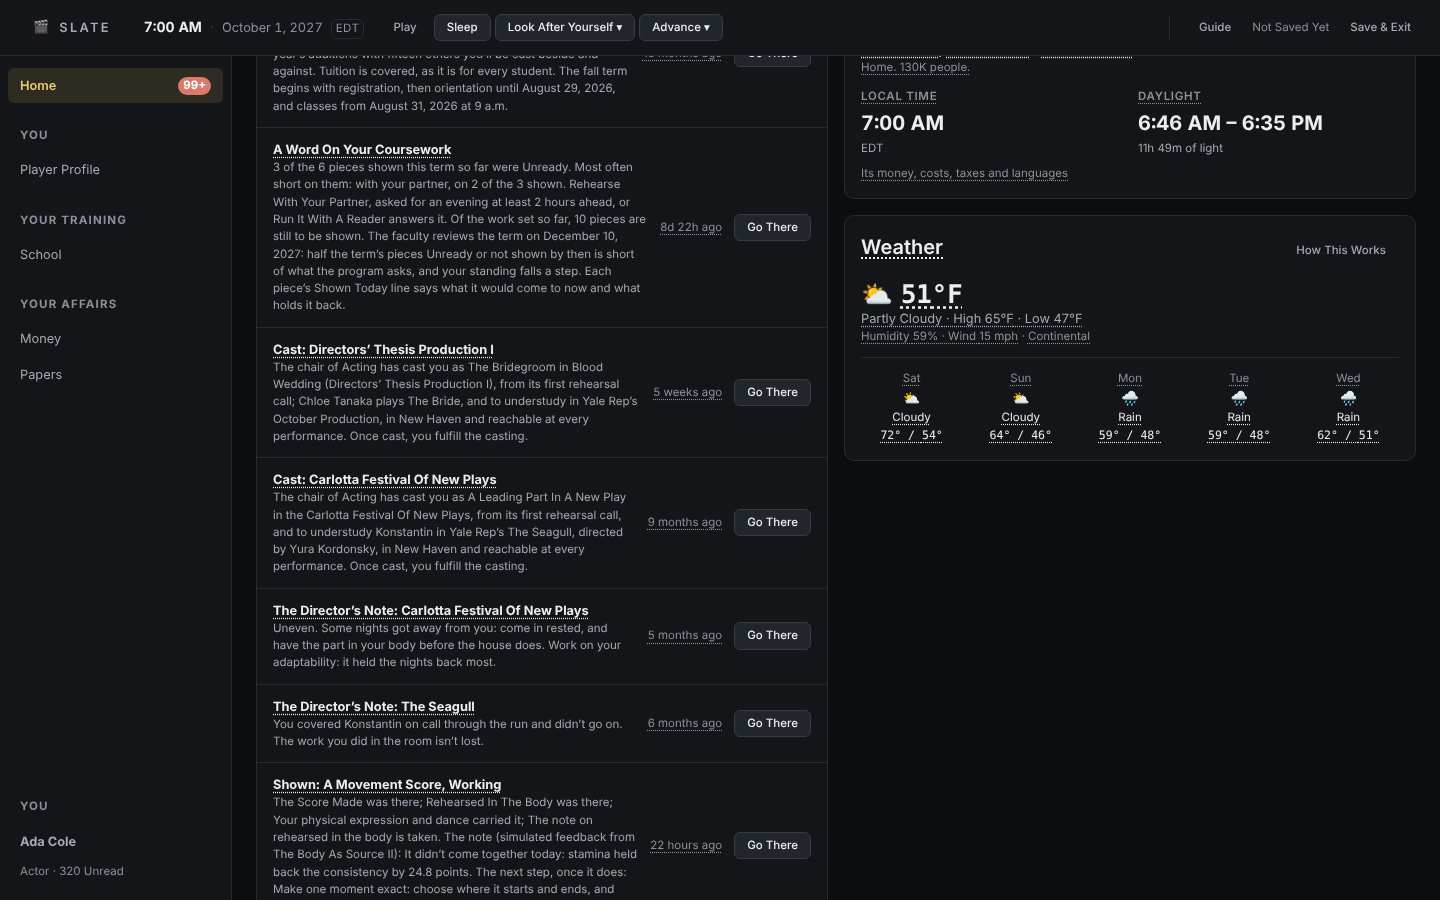 🎬 SLATE
7:00 AM · October 1, 2027 EDT
Play
Sleep
Look After Yourself ▾
Advance ▾
Guide
Not Saved Yet
Save & Exit
Home
99+
YOU
Player Profile
YOUR TRAINING
School
YOUR AFFAIRS
Money
Papers
YOU
Ada Cole
Actor · 320 Unread
against. Tuition is covered, as it is for every student. The fall term
begins with registration, then orientation until August 29, 2026,
and classes from August 31, 2026 at 9 a.m.
A Word On Your Coursework
3 of the 6 pieces shown this term so far were Unready. Most often
short on them: with your partner, on 2 of the 3 shown. Rehearse
With Your Partner, asked for an evening at least 2 hours ahead, or
Run It With A Reader answers it. Of the work set so far, 10 pieces are
still to be shown. The faculty reviews the term on December 10,
2027: half the term's pieces Unready or not shown by then is short
of what the program asks, and your standing falls a step. Each
piece's Shown Today line says what it would come to now and what
holds it back.
8d 22h ago
Go There
Cast: Directors' Thesis Production I
The chair of Acting has cast you as The Bridegroom in Blood
Wedding (Directors' Thesis Production I), from its first rehearsal
call; Chloe Tanaka plays The Bride, and to understudy in Yale Rep's
October Production, in New Haven and reachable at every
performance. Once cast, you fulfill the casting.
5 weeks ago
Go There
Cast: Carlotta Festival Of New Plays
The chair of Acting has cast you as A Leading Part In A New Play
in the Carlotta Festival Of New Plays, from its first rehearsal call,
and to understudy Konstantin in Yale Rep's The Seagull, directed
by Yura Kordonsky, in New Haven and reachable at every
performance. Once cast, you fulfill the casting.
9 months ago
Go There
The Director's Note: Carlotta Festival Of New Plays
Uneven. Some nights got away from you: come in rested, and
have the part in your body before the house does. Work on your
adaptability: it held the nights back most.
5 months ago
Go There
The Director's Note: The Seagull
You covered Konstantin on call through the run and didn't go on.
The work you did in the room isn't lost.
6 months ago
Go There
Shown: A Movement Score, Working
The Score Made was there; Rehearsed In The Body was there;
Your physical expression and dance carried it; The note on
rehearsed in the body is taken. The note (simulated feedback from
The Body As Source II): It didn't come together today: stamina held
back the consistency by 24.8 points. The next step, once it does:
Make one moment exact: choose where it starts and ends, and
22 hours ago
Go There
Home. 130K people.
LOCAL TIME
7:00 AM
EDT
DAYLIGHT
6:46 AM – 6:35 PM
11h 49m of light
Its money, costs, taxes and languages
Weather
How This Works
51°F
Partly Cloudy · High 65°F · Low 47°F
Humidity 59% · Wind 15 mph · Continental
Sat
Cloudy
72° / 54°
Sun
Cloudy
64° / 46°
Mon
Rain
59° / 48°
Tue
Rain
59° / 48°
Wed
Rain
62° / 51°